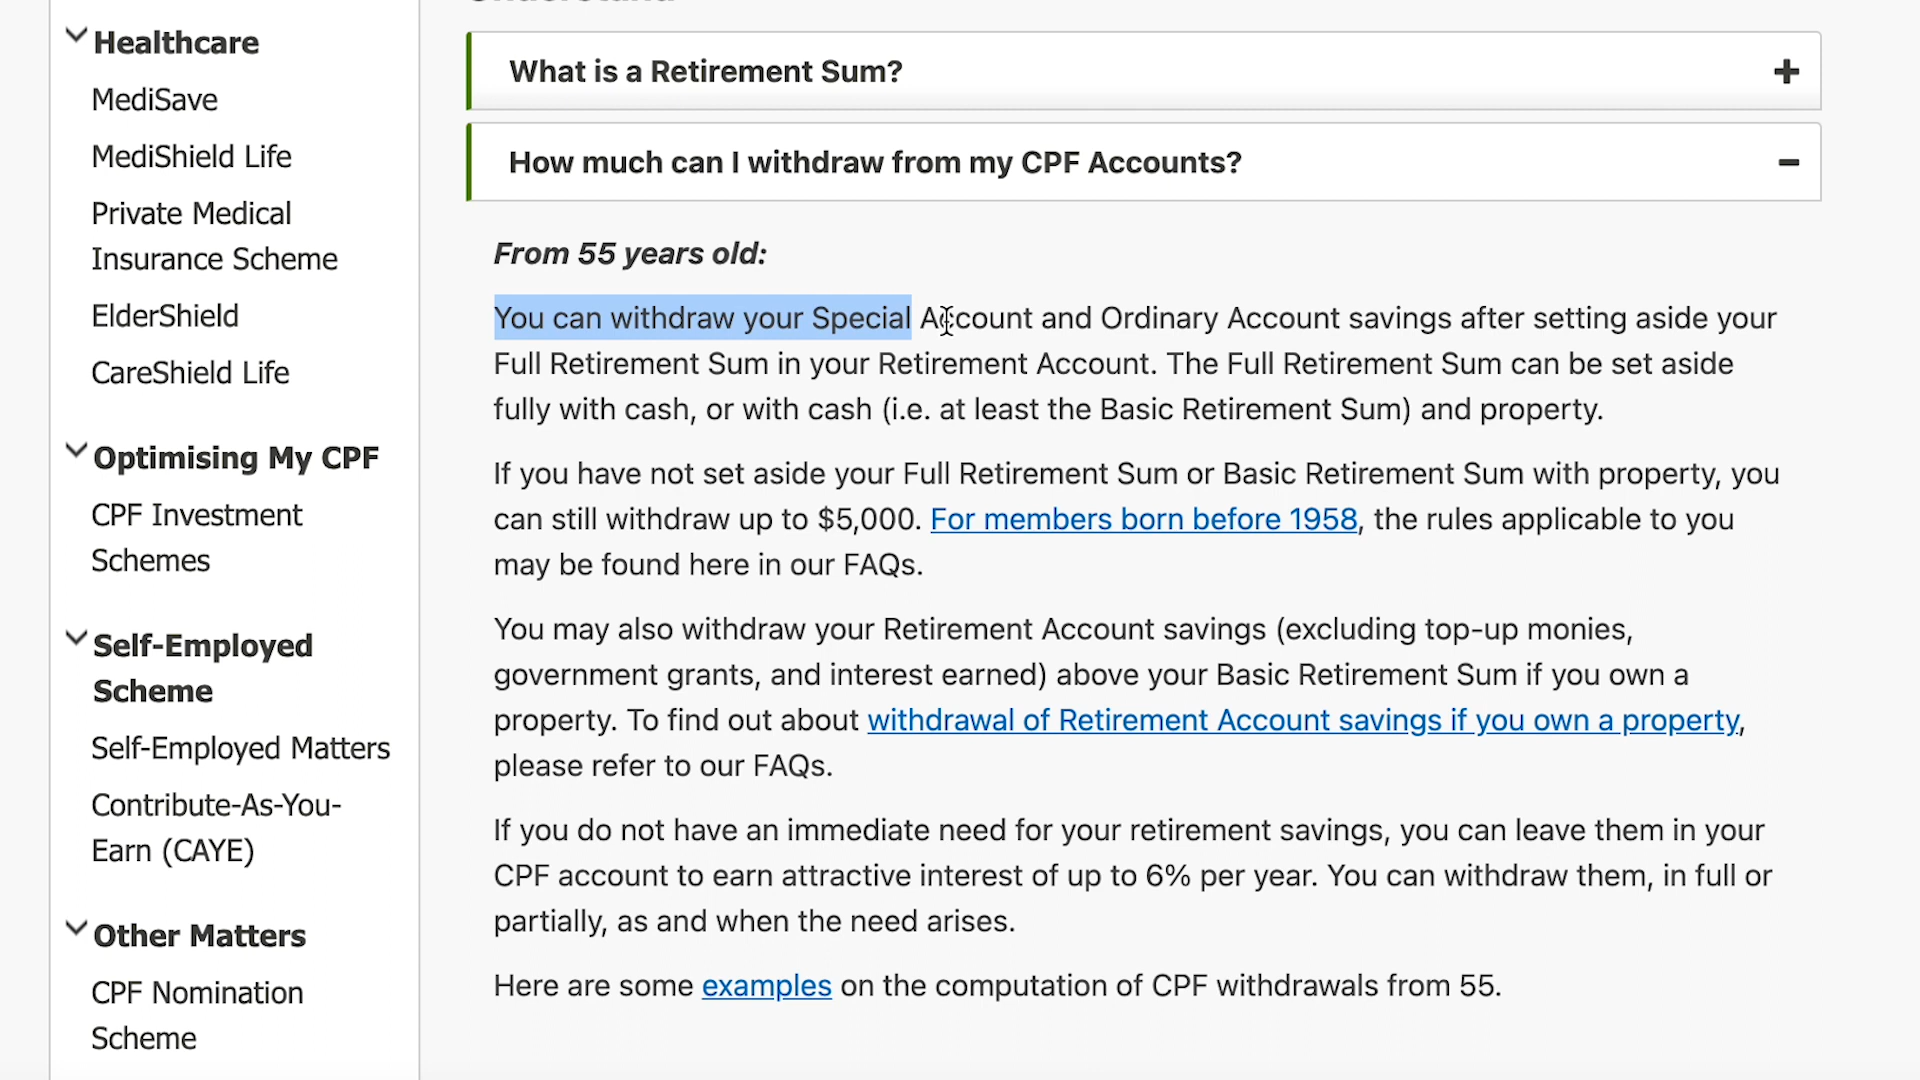 Healthcare
MediSave
MediShield Life
Private Medical
Insurance Scheme
ElderShield
CareShield Life
Optimising My CPF
CPF Investment
Schemes
Self-Employed
Scheme
Self-Employed Matters
Contribute-As-You-
Earn (CAYE)
Other Matters
CPF Nomination
Scheme
What is a Retirement Sum?
How much can I withdraw from my CPF Accounts?
From 55 years old:
You can withdraw your Special Account and Ordinary Account savings after setting aside your
Full Retirement Sum in your Retirement Account. The Full Retirement Sum can be set aside
fully with cash, or with cash (i.e. at least the Basic Retirement Sum) and property.
If you have not set aside your Full Retirement Sum or Basic Retirement Sum with property, you
can still withdraw up to $5,000. For members born before 1958, the rules applicable to you
may be found here in our FAQs.
You may also withdraw your Retirement Account savings (excluding top-up monies,
government grants, and interest earned) above your Basic Retirement Sum if you own a
property. To find out about withdrawal of Retirement Account savings if you own a property,
please refer to our FAQs.
If you do not have an immediate need for your retirement savings, you can leave them in your
CPF account to earn attractive interest of up to 6% per year. You can withdraw them, in full or
partially, as and when the need arises.
Here are some examples on the computation of CPF withdrawals from 55.